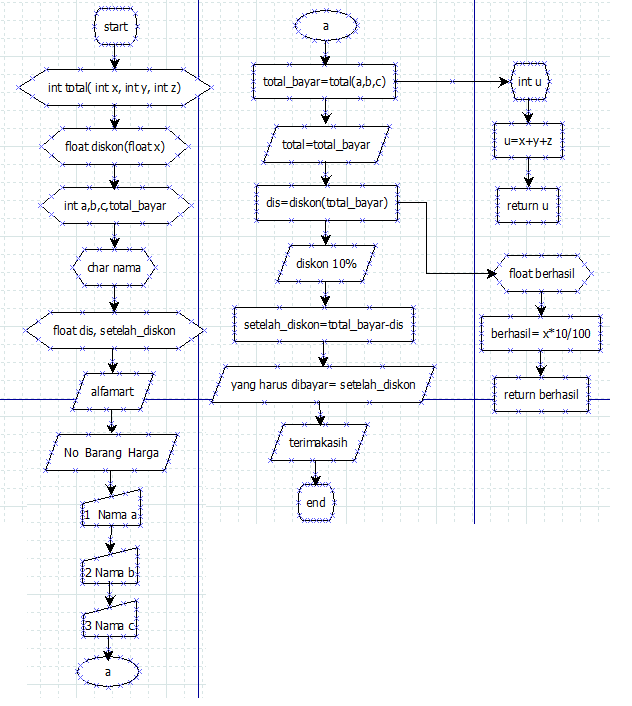 start
int total( int x, int y, int z)
float diskon(float x)
int a,b,c,total_bayar
char nama
float dis, setelah_diskon
alfamart
No Barang Harga
1 Nama a
2 Nama b
3 Nama c
a
a
total_bayar=total(a,b,c)
total=total_bayar
dis=diskon(total_bayar)
diskon 10%
setelah_diskon=total_bayar-dis
yang harus dibayar= setelah_diskon
terimakasih
end
int u
u=x+y+z
return u
float berhasil
berhasil= x*10/100
return berhasil